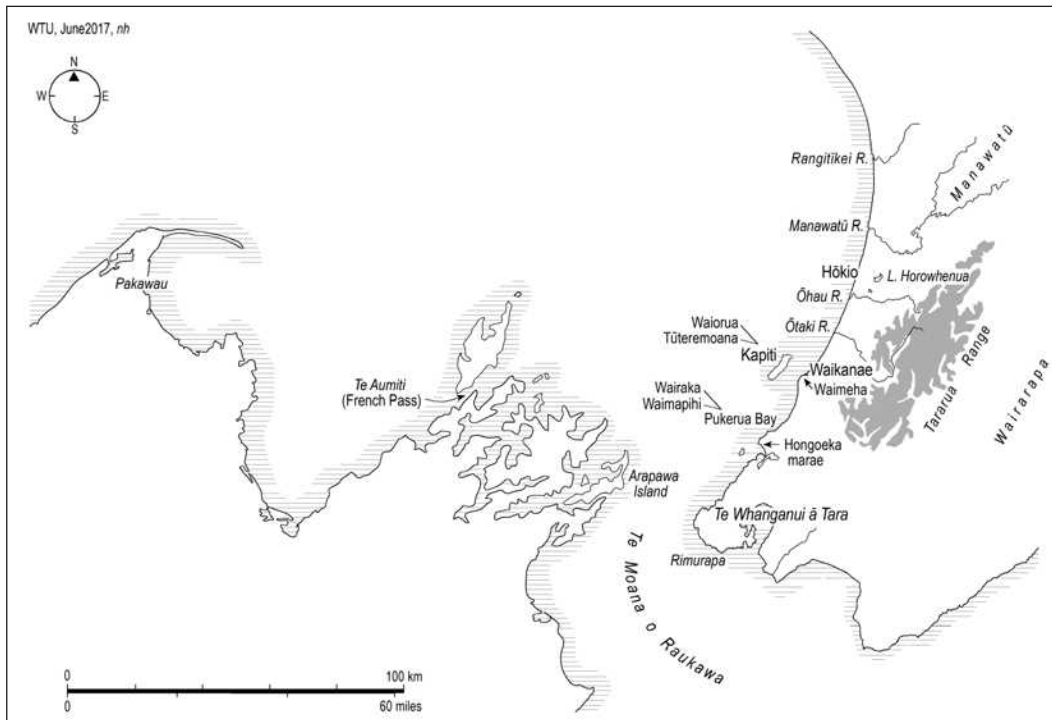 WTU, June2017, nh
N
W E
S
Rangitīkei R.
Manawatū
Manawatū R.
Hōkio
L. Horowhenua
Pakawau
Ōhau R.
Waiorua
Tūteremoana
Ōtaki R.
Kapiti
Tararua Range
Waikanae
Te Aumiti
(French Pass)
Waimeha
Wairaka
Waimapihi
Wairarapa
Pukerua Bay
Hongoeka
marae
Arapawa
Island
Te Whanganui ā Tara
Te Moana o Raukawa
Rimurapa
0 100 km
0 60 miles